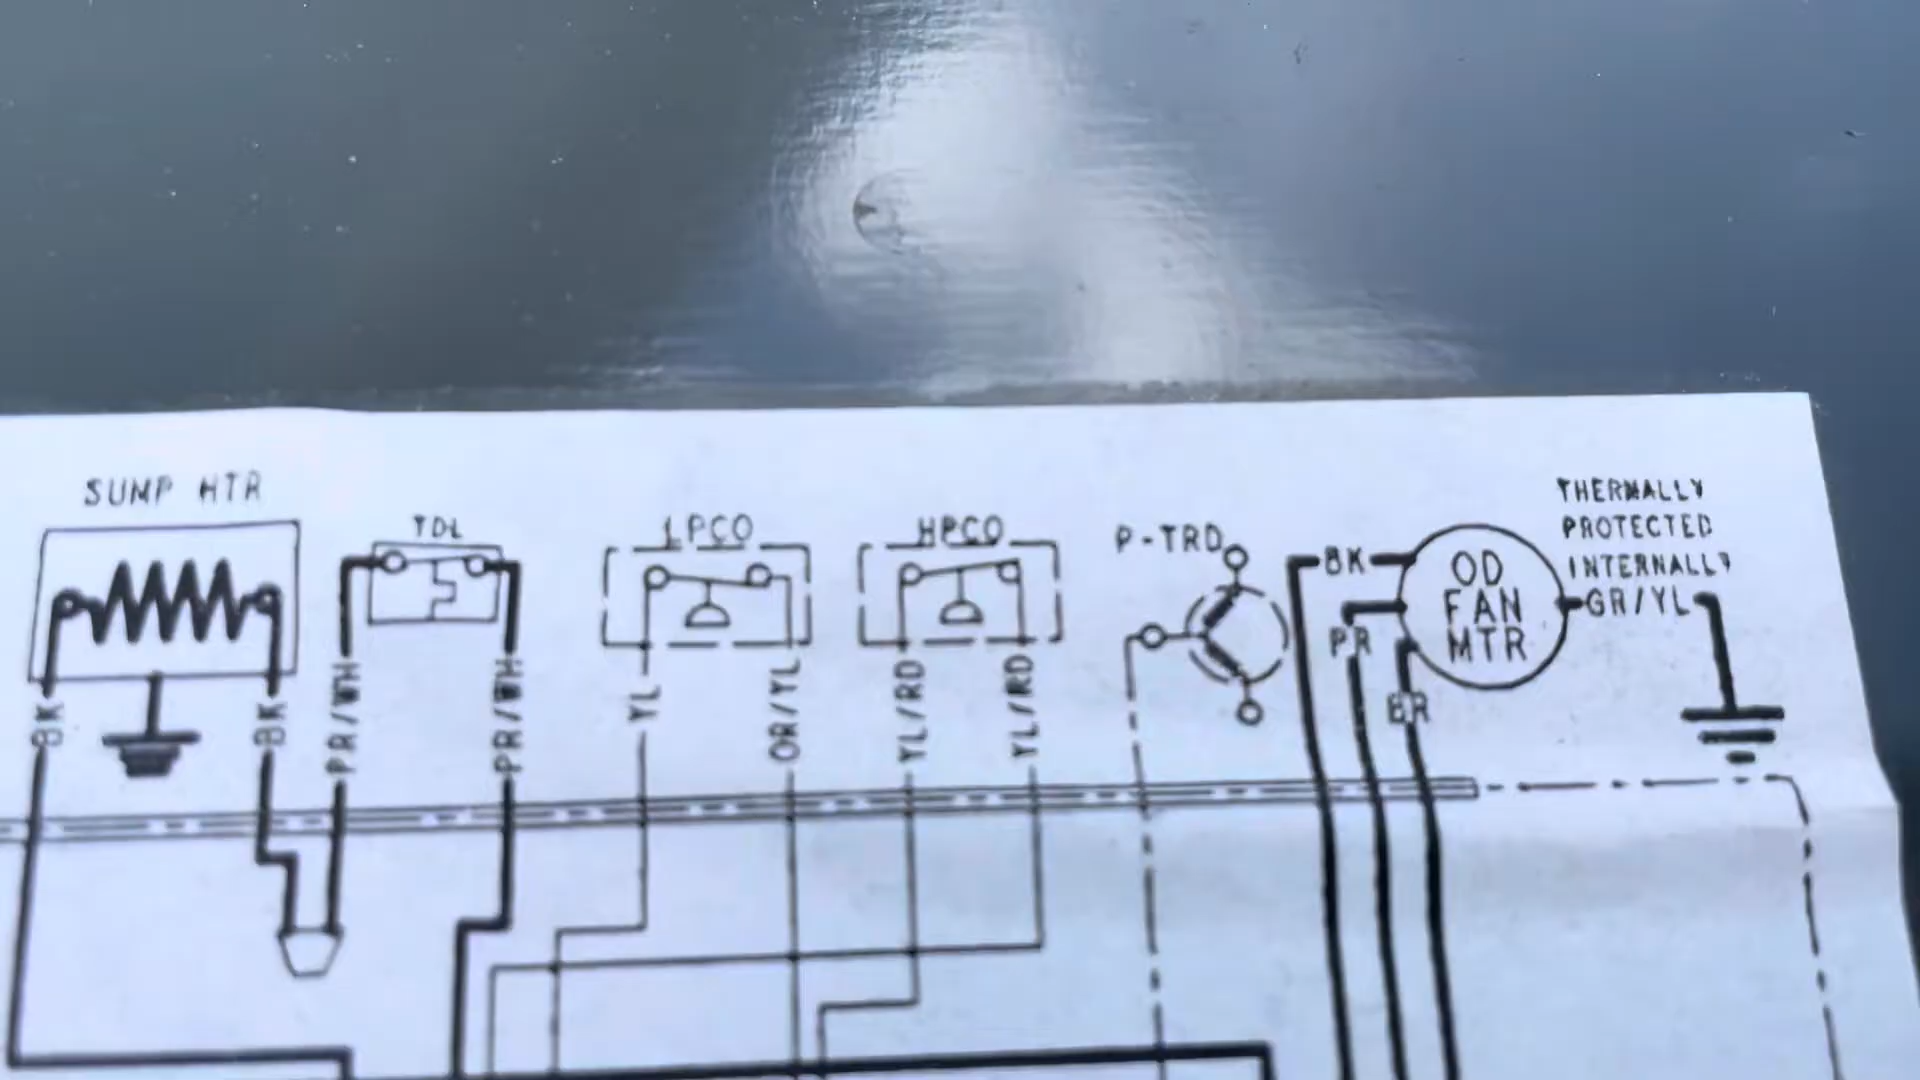 SUMP HTR
TDL
LPCO
HPCO
P-TRD
THERMALLY
PROTECTED
INTERNALLY
OD
FAN
MTR
BK
PR
BR
GR/YL
BK
BK
PR/WH
PR/WH
YL
OR/YL
YL/RD
YL/RD